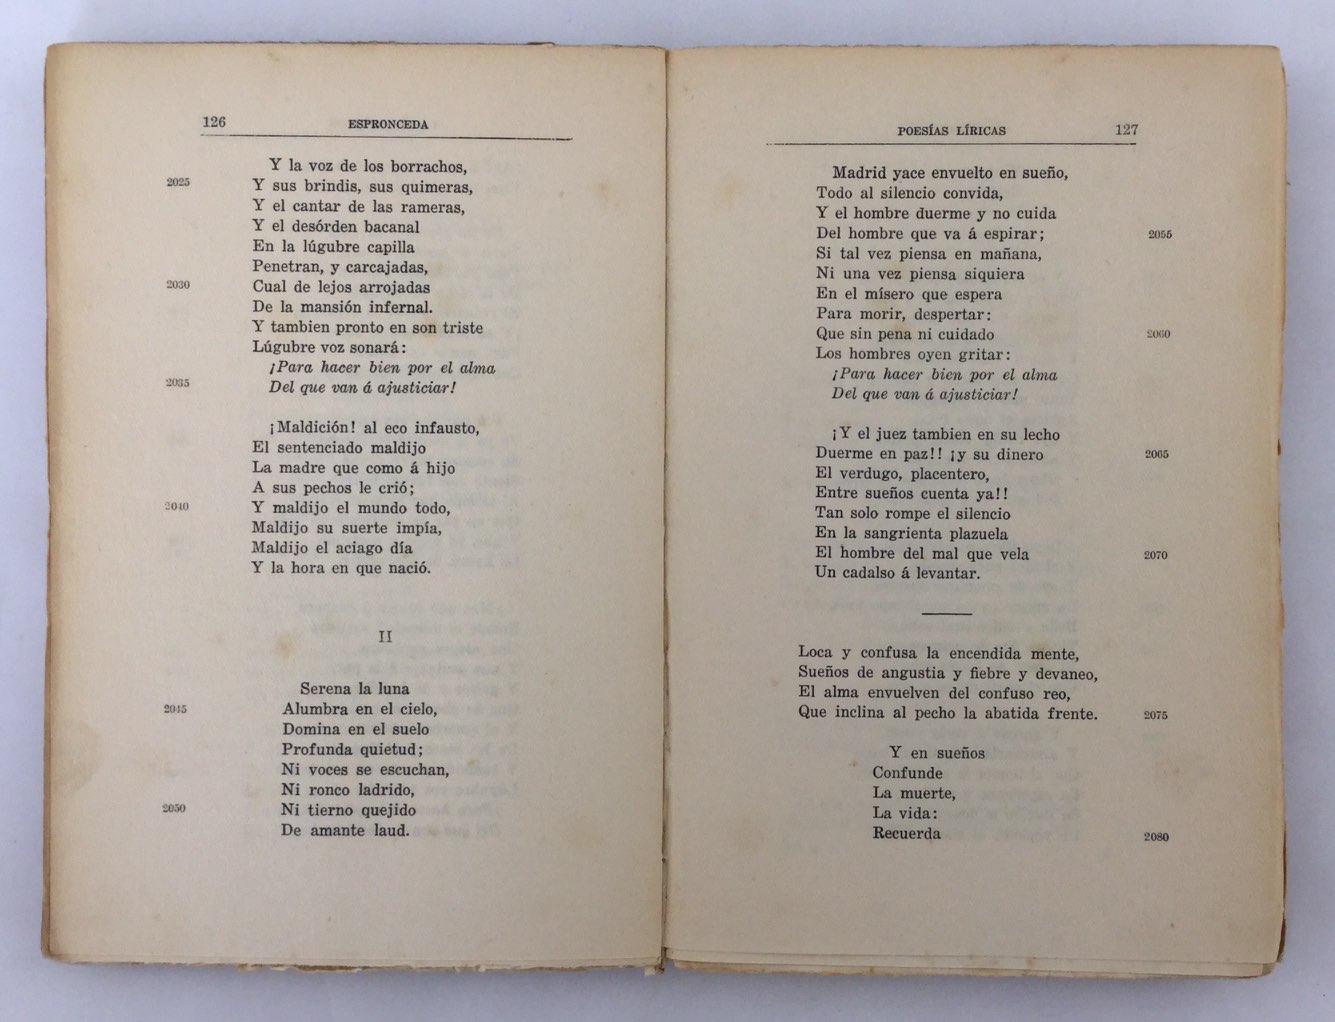 126 ESPRONCEDA
Y la voz de los borrachos,
2025 Y sus brindis, sus quimeras,
Y el cantar de las rameras,
Y el desórden bacanal
En la lúgubre capilla
Penetran, y carcajadas,
2030 Cual de lejos arrojadas
De la mansión infernal.
Y tambien pronto en son triste
Lúgubre voz sonará:
¡Para hacer bien por el alma
2035 Del que van á ajusticiar!
¡Maldición! al eco infausto,
El sentenciado maldijo
La madre que como á hijo
A sus pechos le crió;
2040 Y maldijo el mundo todo,
Maldijo su suerte impía,
Maldijo el aciago día
Y la hora en que nació.
II
Serena la luna
2045 Alumbra en el cielo,
Domina en el suelo
Profunda quietud;
Ni voces se escuchan,
Ni ronco ladrido,
2050 Ni tierno quejido
De amante laud.
POESÍAS LÍRICAS 127
Madrid yace envuelto en sueño,
Todo al silencio convida,
Y el hombre duerme y no cuida
Del hombre que va á espirar; 2055
Si tal vez piensa en mañana,
Ni una vez piensa siquiera
En el mísero que espera
Para morir, despertar:
Que sin pena ni cuidado 2060
Los hombres oyen gritar:
¡Para hacer bien por el alma
Del que van á ajusticiar!
¡Y el juez tambien en su lecho
Duerme en paz!! ¡y su dinero 2065
El verdugo, placentero,
Entre sueños cuenta ya!!
Tan solo rompe el silencio
En la sangrienta plazuela
El hombre del mal que vela 2070
Un cadalso á levantar.
Loca y confusa la encendida mente,
Sueños de angustia y fiebre y devaneo,
El alma envuelven del confuso reo,
Que inclina al pecho la abatida frente. 2075
Y en sueños
Confunde
La muerte,
La vida:
Recuerda 2080